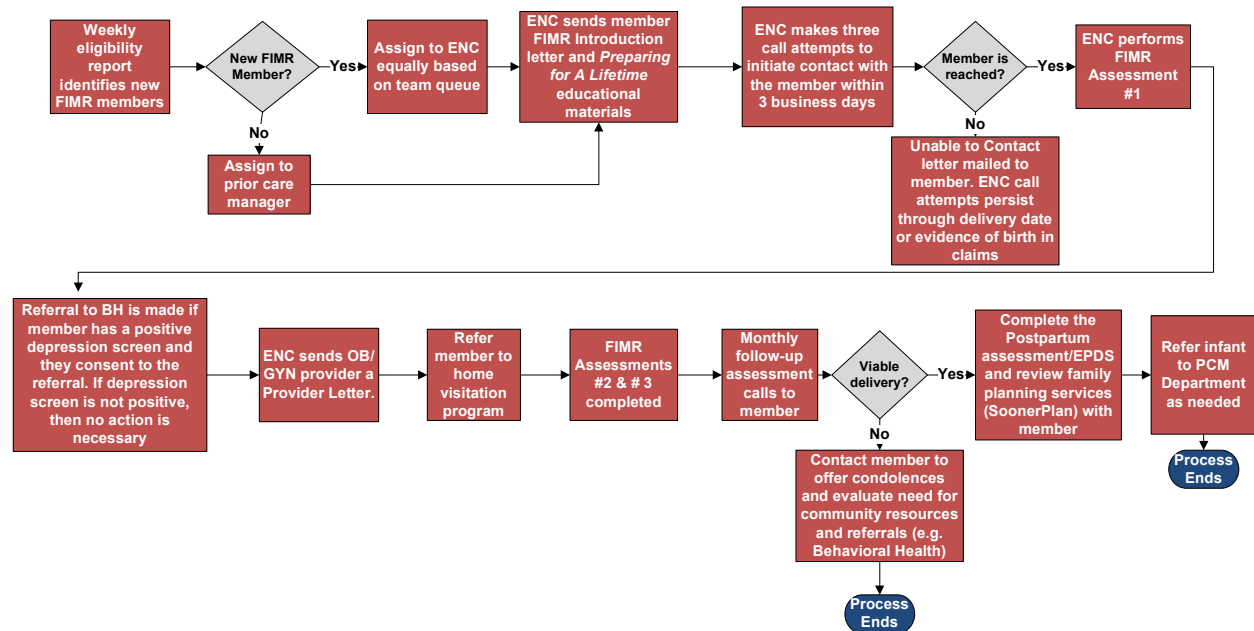 Weekly
eligibility
report
identifies new
FIMR members
New FIMR
Member?
Yes
No
Assign to
prior care
manager
Assign to ENC
equally based
on team queue
ENC sends member
FIMR Introduction
letter and Preparing
for A Lifetime
educational
materials
ENC makes three
call attempts to
initiate contact with
the member within
3 business days
Member is
reached?
Yes
No
Unable to Contact
letter mailed to
member. ENC call
attempts persist
through delivery date
or evidence of birth in
claims
ENC performs
FIMR
Assessment
#1
Referral to BH is made if
member has a positive
depression screen and
they consent to the
referral. If depression
screen is not positive,
then no action is
necessary
ENC sends OB/
GYN provider a
Provider Letter.
Refer
member to
home
visitation
program
FIMR
Assessments
#2 & # 3
completed
Monthly
follow-up
assessment
calls to
member
Viable
delivery?
Yes
No
Contact member to
offer condolences
and evaluate need for
community resources
and referrals (e.g.
Behavioral Health)
Process
Ends
Complete the
Postpartum
assessment/EPDS
and review family
planning services
(SoonerPlan) with
member
Refer infant
to PCM
Department
as needed
Process
Ends